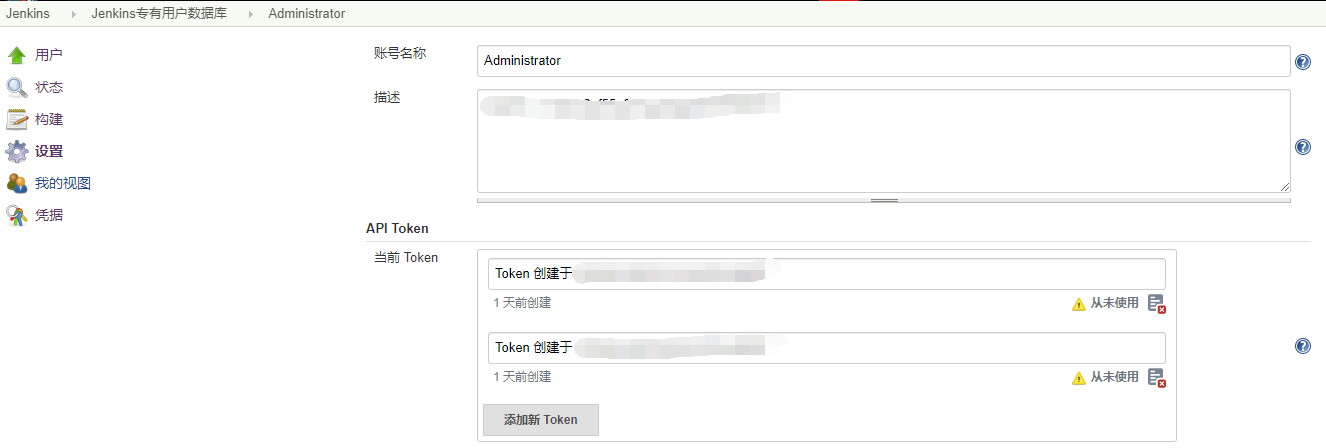 Jenkins Jenkins专有用户数据库 Administrator
用户
状态
构建
设置
我的视图
凭据
账号名称 Administrator
描述
API Token
当前 Token
Token 创建于
1 天前创建 从未使用
Token 创建于
1 天前创建 从未使用
添加新 Token